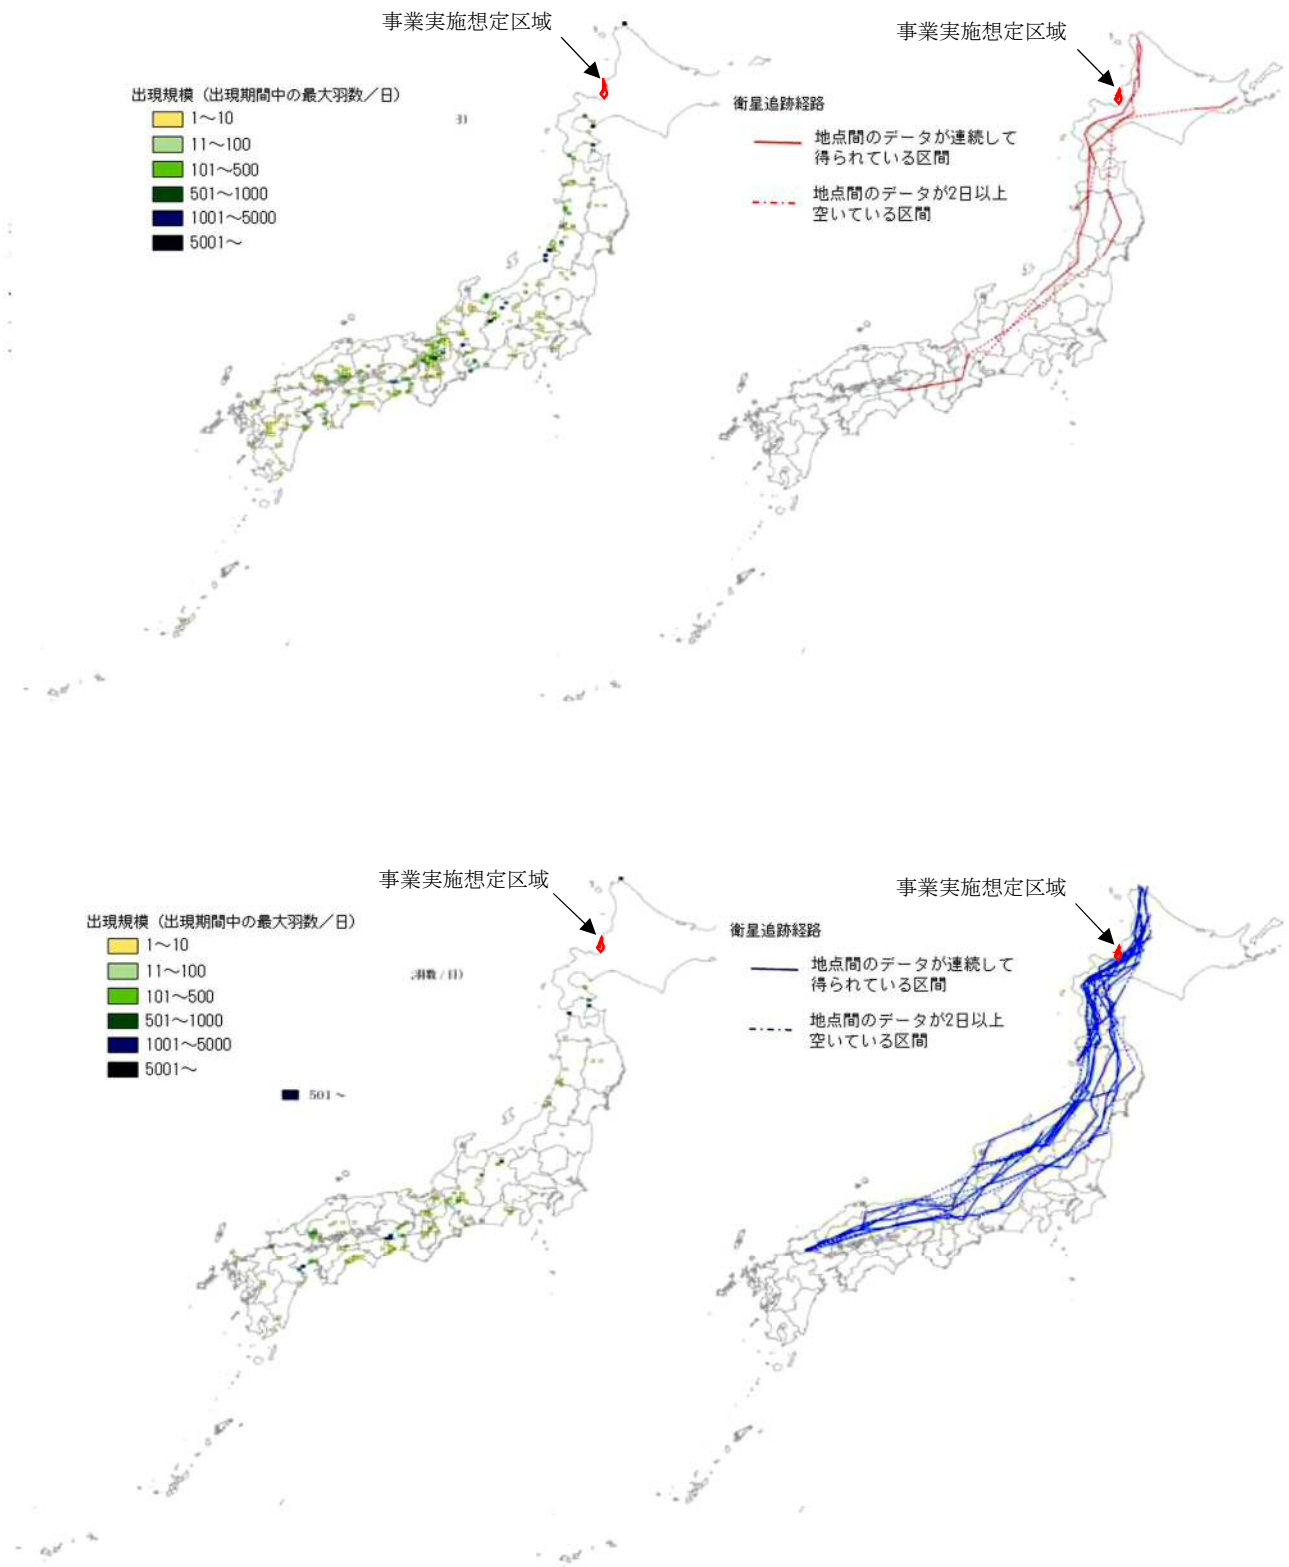 事業実施想定区域
事業実施想定区域
出現規模（出現期間中の最大羽数／日）
1～10
11～100
101～500
501～1000
1001～5000
5001～
衛星追跡経路
地点間のデータが連続して
得られている区間
地点間のデータが2日以上
空いている区間
事業実施想定区域
事業実施想定区域
出現規模（出現期間中の最大羽数／日）
1～10
11～100
101～500
501～1000
1001～5000
5001～
羽数 / 日）
501～
衛星追跡経路
地点間のデータが連続して
得られている区間
地点間のデータが2日以上
空いている区間